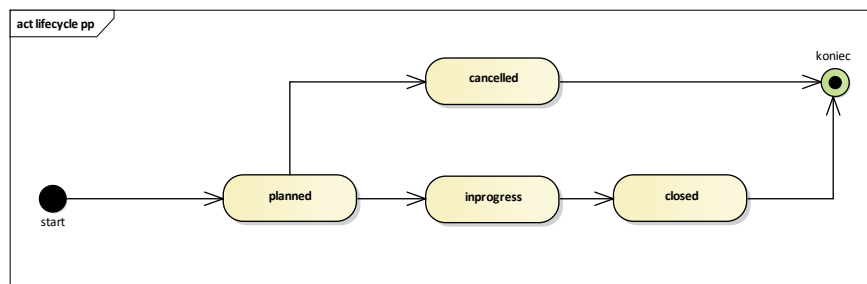 act lifecycle pp
koniec
cancelled
planned
inprogress
closed
start